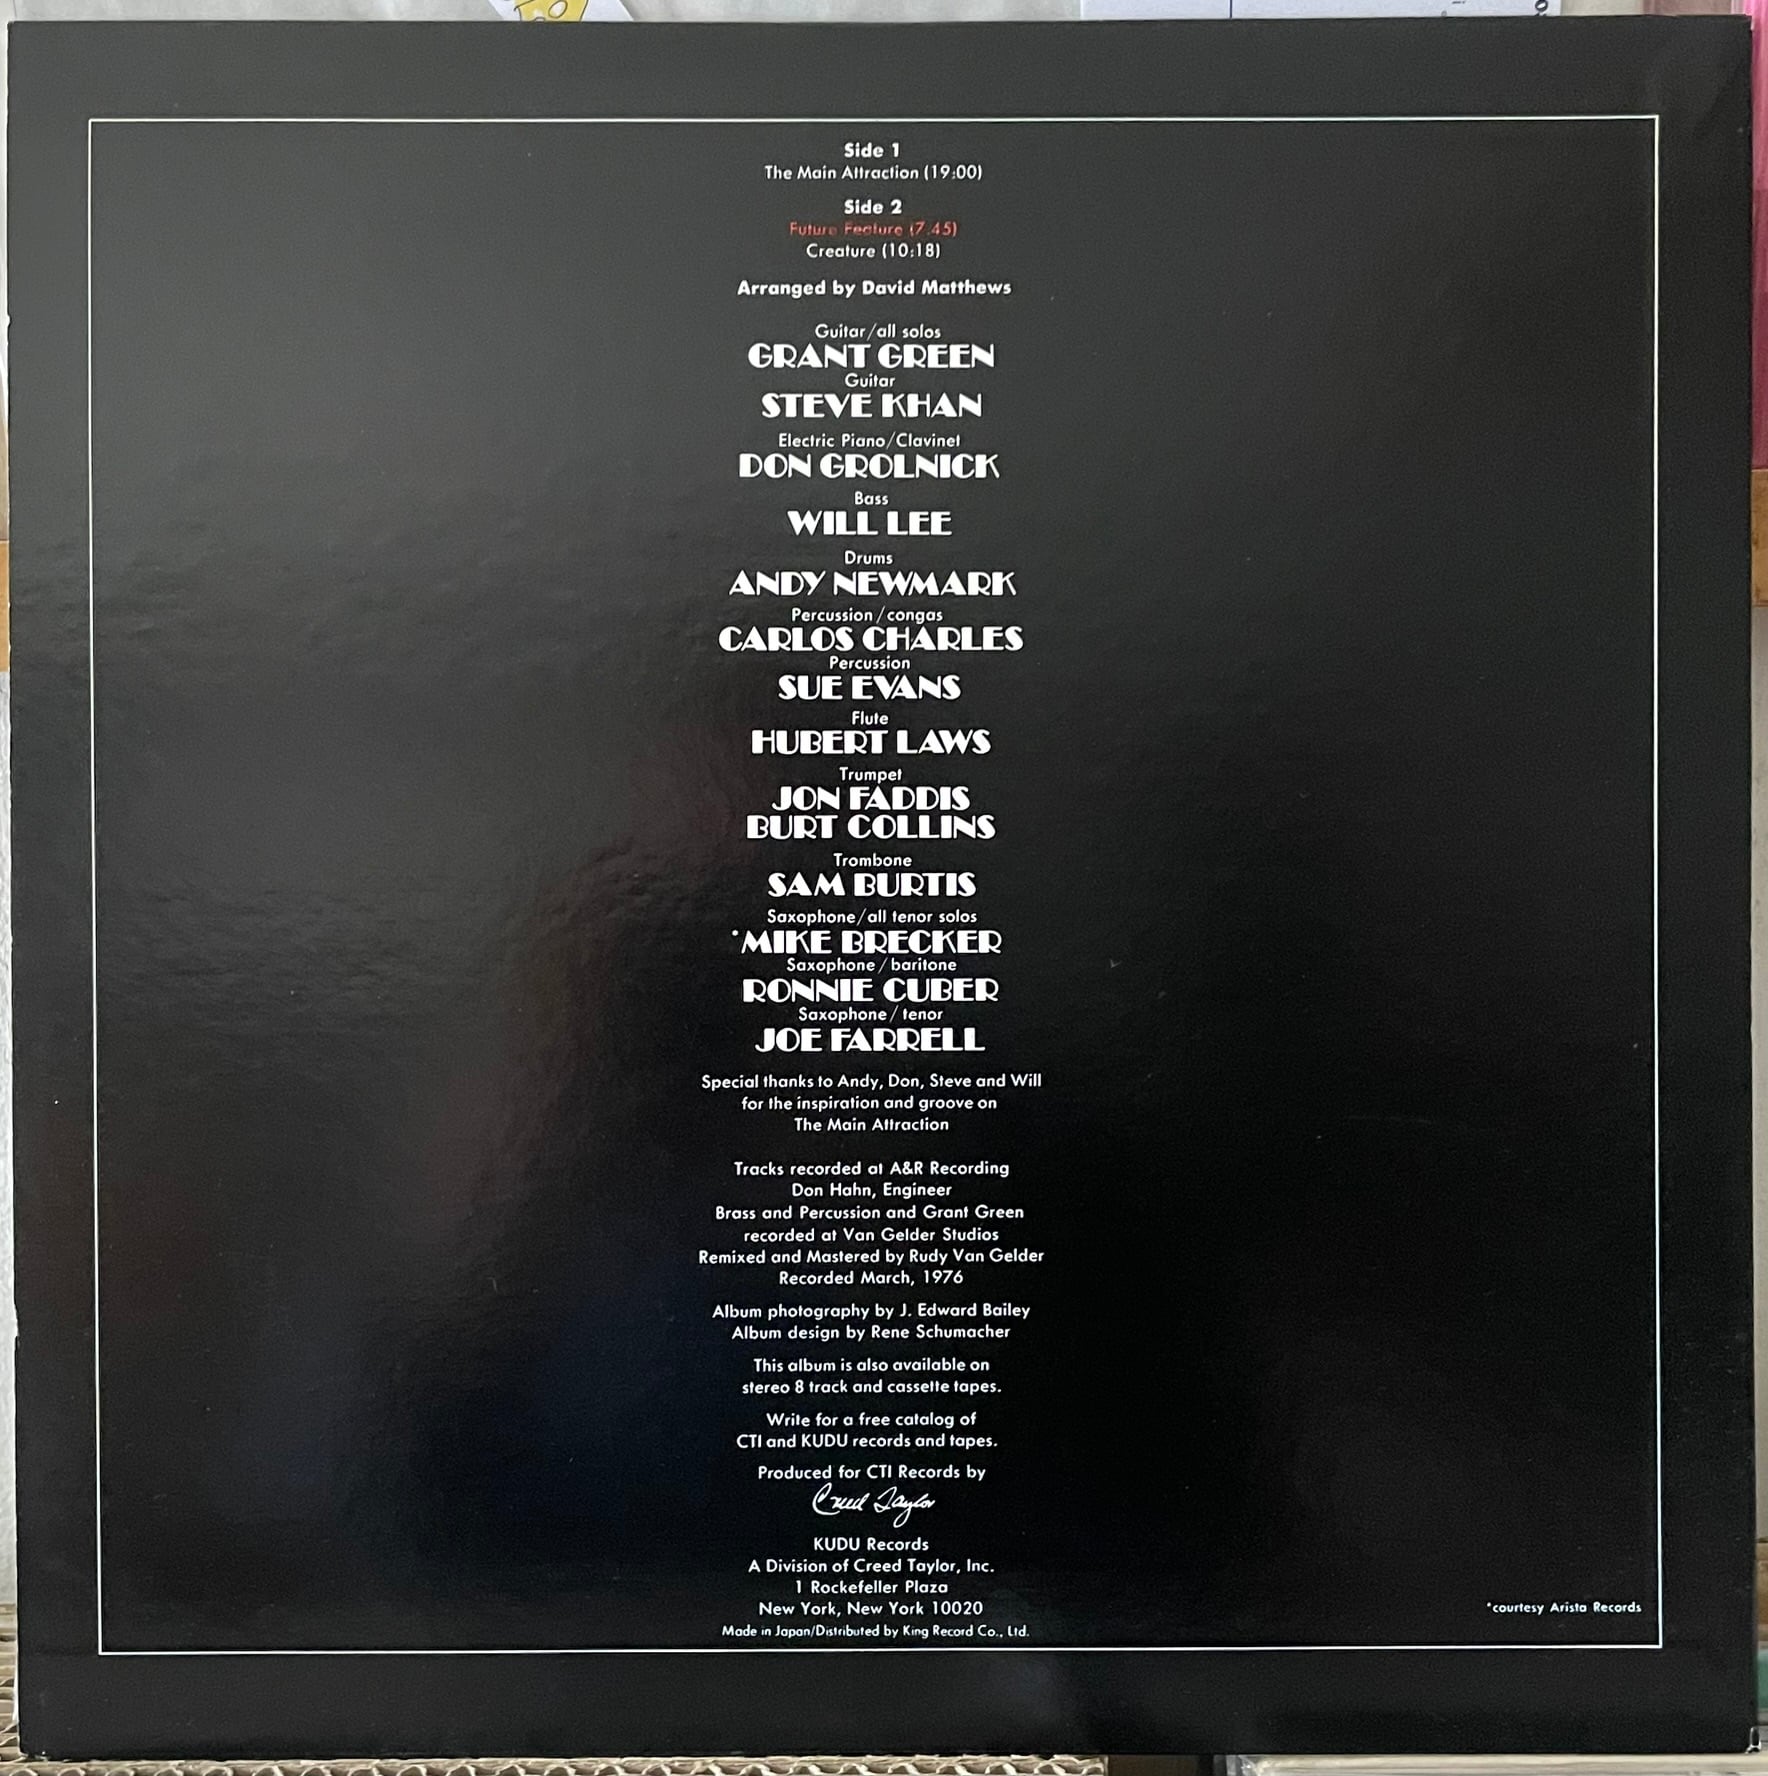 Side 1
The Main Attraction (19:00)
Side 2
Future Feature (7.45)
Creature (10:18)
Arranged by David Matthews
Guitar/all solos
GRANT GREEN
Guitar
STEVE KHAN
Electric Piano/Clavinet
DON GROLNICK
Bass
WILL LEE
Drums
ANDY NEWMARK
Percussion/congas
CARLOS CHARLES
Percussion
SUE EVANS
Flute
HUBERT LAWS
Trumpet
JON FADDIS
BURT COLLINS
Trombone
SAM BURTIS
Saxophone/all tenor solos
*MIKE BRECKER
Saxophone/baritone
RONNIE CUBER
Saxophone/tenor
JOE FARRELL
Special thanks to Andy, Don, Steve and Will
for the inspiration and groove on
The Main Attraction
Tracks recorded at A&R Recording
Don Hahn, Engineer
Brass and Percussion and Grant Green
recorded at Van Gelder Studios
Remixed and Mastered by Rudy Van Gelder
Recorded March, 1976
Album photography by J. Edward Bailey
Album design by Rene Schumacher
This album is also available on
stereo 8 track and cassette tapes.
Write for a free catalog of
CTI and KUDU records and tapes.
Produced for CTI Records by
Creed Taylor
KUDU Records
A Division of Creed Taylor, Inc.
1 Rockefeller Plaza
New York, New York 10020
Made in Japan/Distributed by King Record Co., Ltd.
*courtesy Arista Records